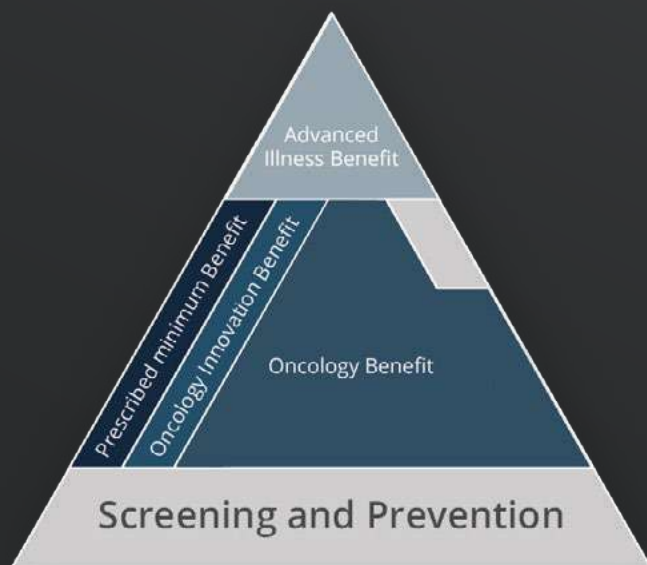 Advanced
Illness Benefit
Prescribed minimum Benefit
Oncology Innovation Benefit
Oncology Benefit
Screening and Prevention